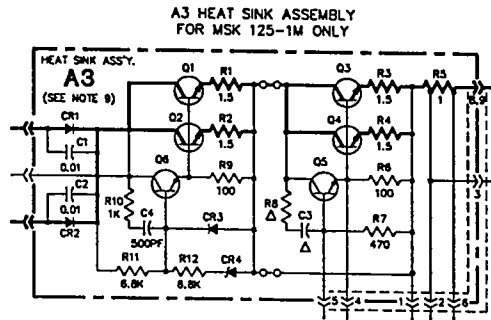 A3 HEAT SINK ASSEMBLY
FOR MSK 125-1M ONLY
HEAT SINK ASS'Y.
A3
(SEE NOTE 9)
Q1
R1
1.5
Q3
R3
1.5
R5
1
8,9
CR1
C1
0.01
Q2
R2
1.5
Q4
R4
1.5
C2
0.01
CR2
Q6
R9
100
Q5
R6
100
3
R10
1K
C4
500PF
CR3
R8
Δ
C3
Δ
R7
470
R11
6.8K
R12
6.8K
CR4
5
4
1
2
6